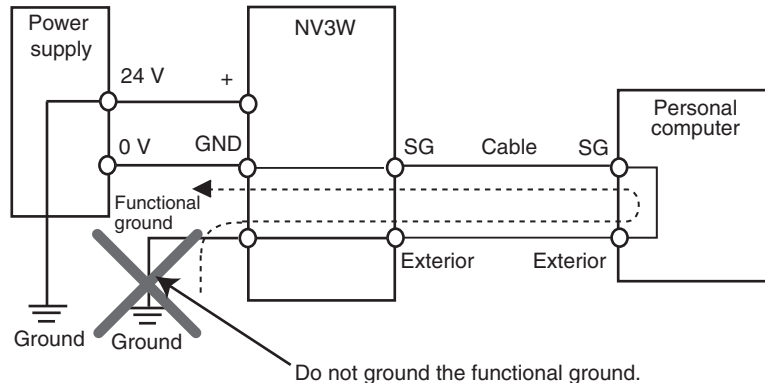 Power
supply
NV3W
24 V
+
Personal
computer
0 V
GND
SG
Cable
SG
Functional
ground
Exterior
Exterior
Ground
Ground
Do not ground the functional ground.